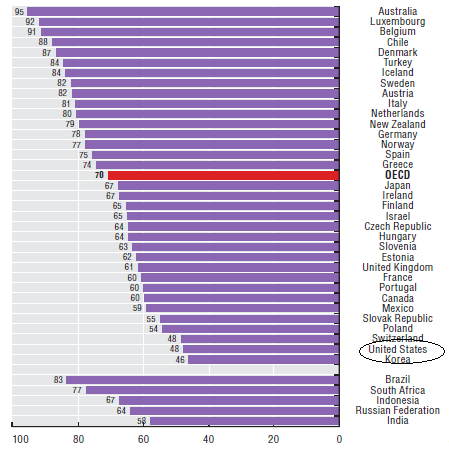 95 Australia
92 Luxembourg
91 Belgium
88 Chile
87 Denmark
84 Turkey
84 Iceland
82 Sweden
82 Austria
81 Italy
80 Netherlands
79 New Zealand
78 Germany
77 Norway
75 Spain
74 Greece
70 OECD
67 Japan
67 Ireland
65 Finland
65 Israel
64 Czech Republic
64 Hungary
63 Slovenia
62 Estonia
61 United Kingdom
60 France
60 Portugal
60 Canada
59 Mexico
55 Slovak Republic
54 Poland
48 Switzerland
48 United States
46 Korea
83 Brazil
77 South Africa
67 Indonesia
64 Russian Federation
58 India
100 80 60 40 20 0